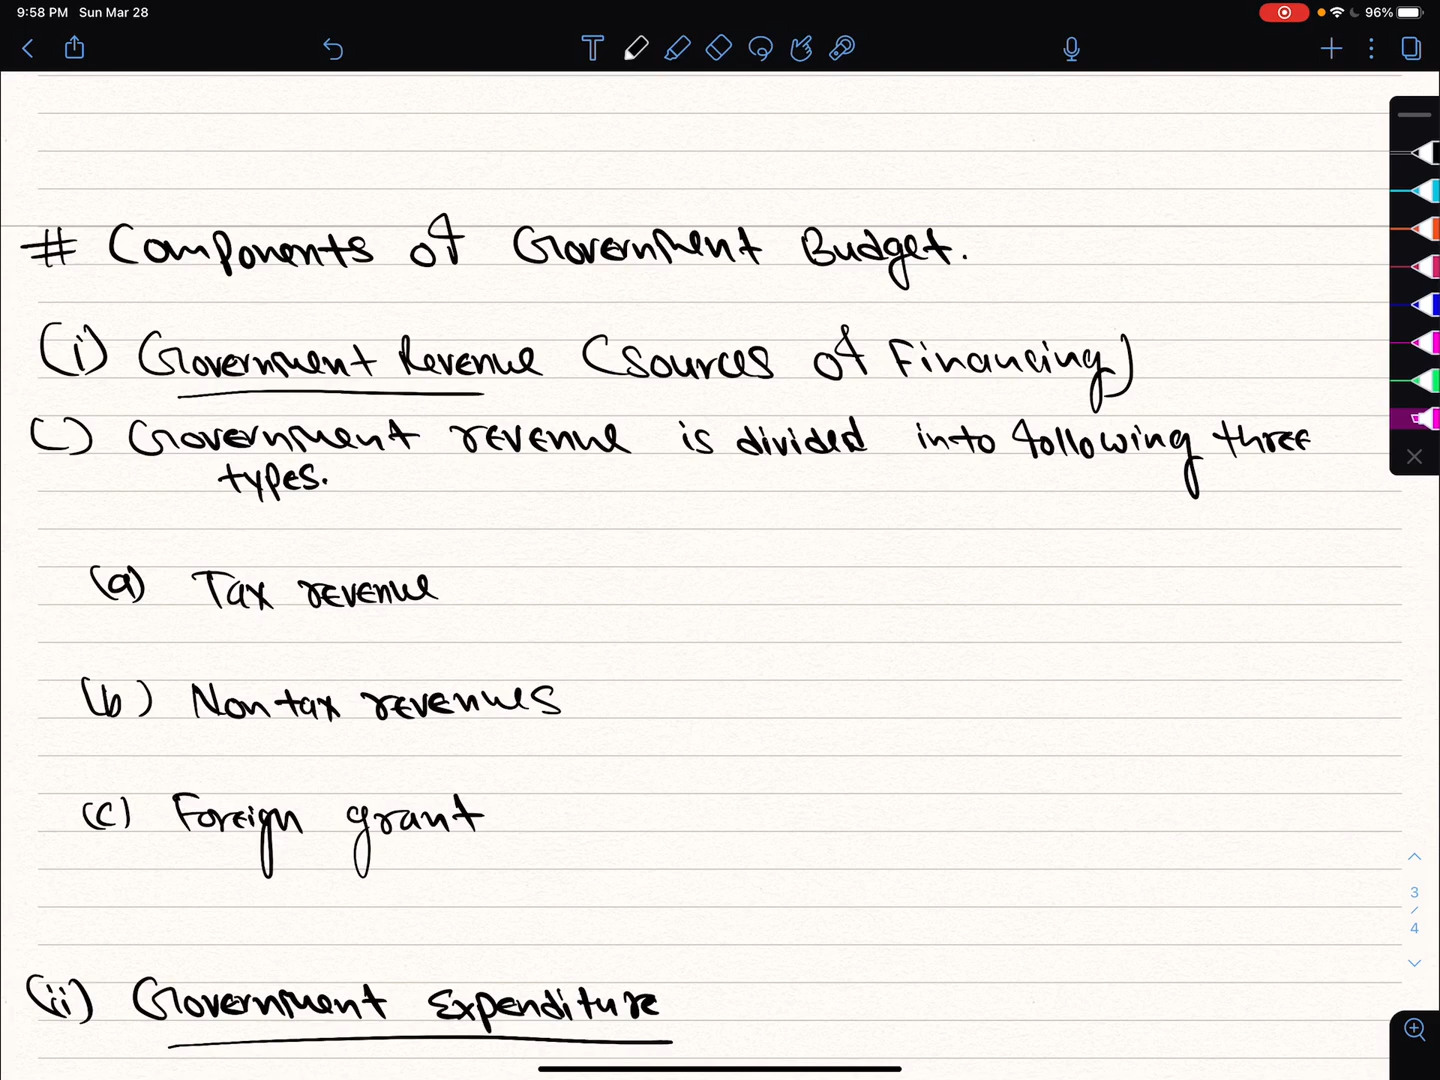 9:58 PM Sun Mar 28
96%
# Components of Government Budget.
(i) Government Revenue (Sources of Financing)
() Government revenue is divided into following three
types.
(a) Tax revenue
(b) Non tax revenues
(c) Foreign grant
3
/
4
(ii) Government Expenditure